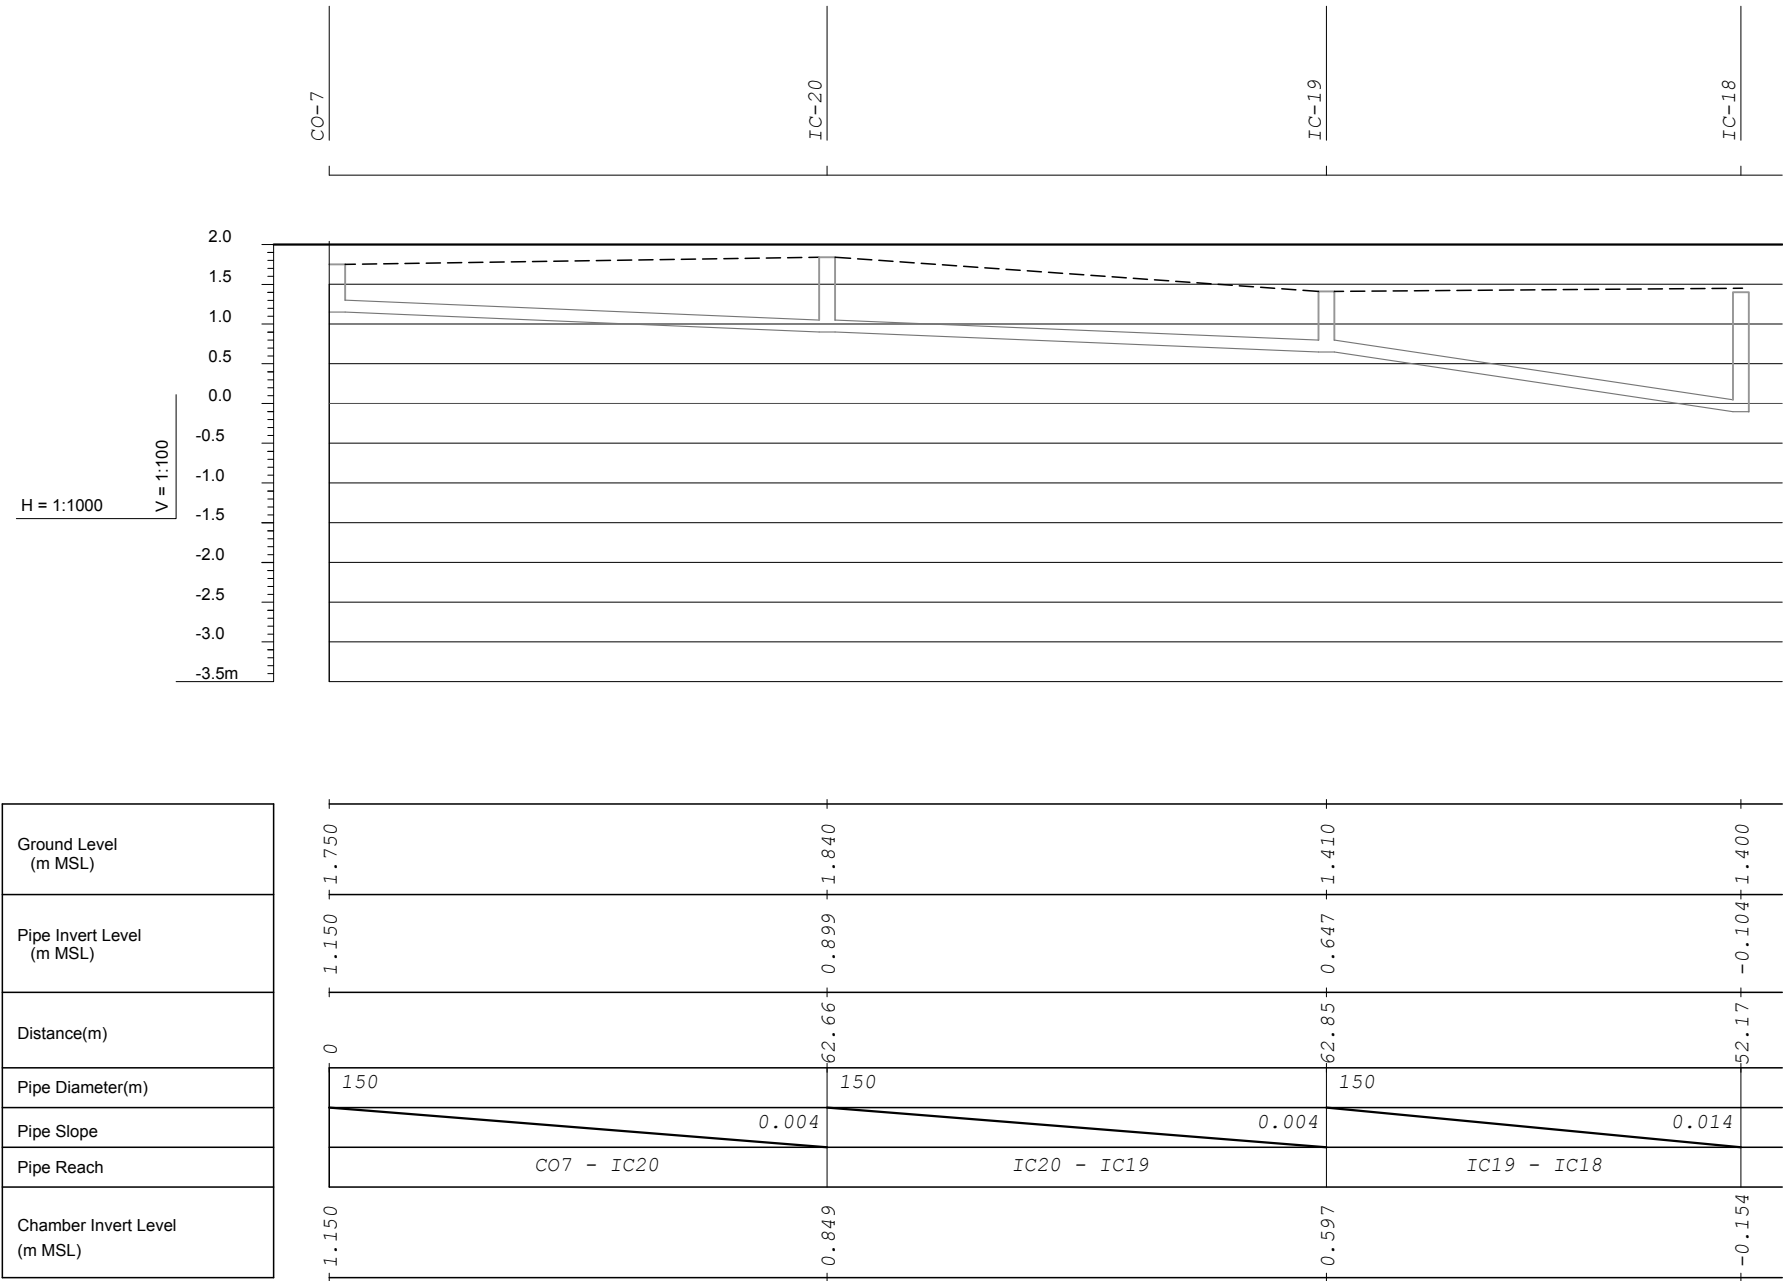 CO-7
IC-20
IC-19
IC-18
2.0
1.5
1.0
0.5
0.0
-0.5
-1.0
-1.5
-2.0
-2.5
-3.0
-3.5m
H = 1:1000
V = 1:100
Ground Level
(m MSL)
1.750
1.840
1.410
1.400
Pipe Invert Level
(m MSL)
1.150
0.899
0.647
-0.104
Distance(m)
0
62.66
62.85
52.17
Pipe Diameter(m)
150
150
150
Pipe Slope
0.004
0.004
0.014
Pipe Reach
CO7 - IC20
IC20 - IC19
IC19 - IC18
Chamber Invert Level
(m MSL)
1.150
0.849
0.597
-0.154